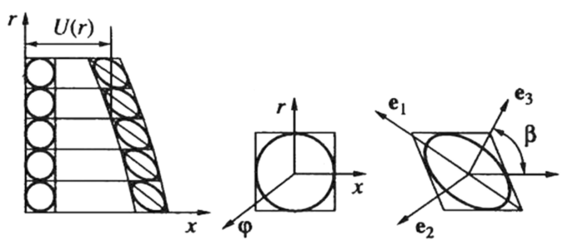 r
U(r)
x
r
x
φ
e₁
e₃
β
e₂